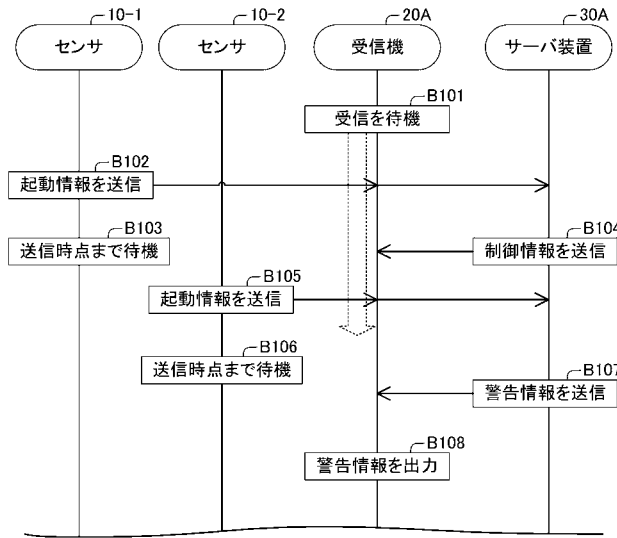 10-1
10-2
20A
30A
センサ
センサ
受信機
サーバ装置
B101
受信を待機
B102
起動情報を送信
B103
送信時点まで待機
B104
制御情報を送信
B105
起動情報を送信
B106
送信時点まで待機
B107
警告情報を送信
B108
警告情報を出力